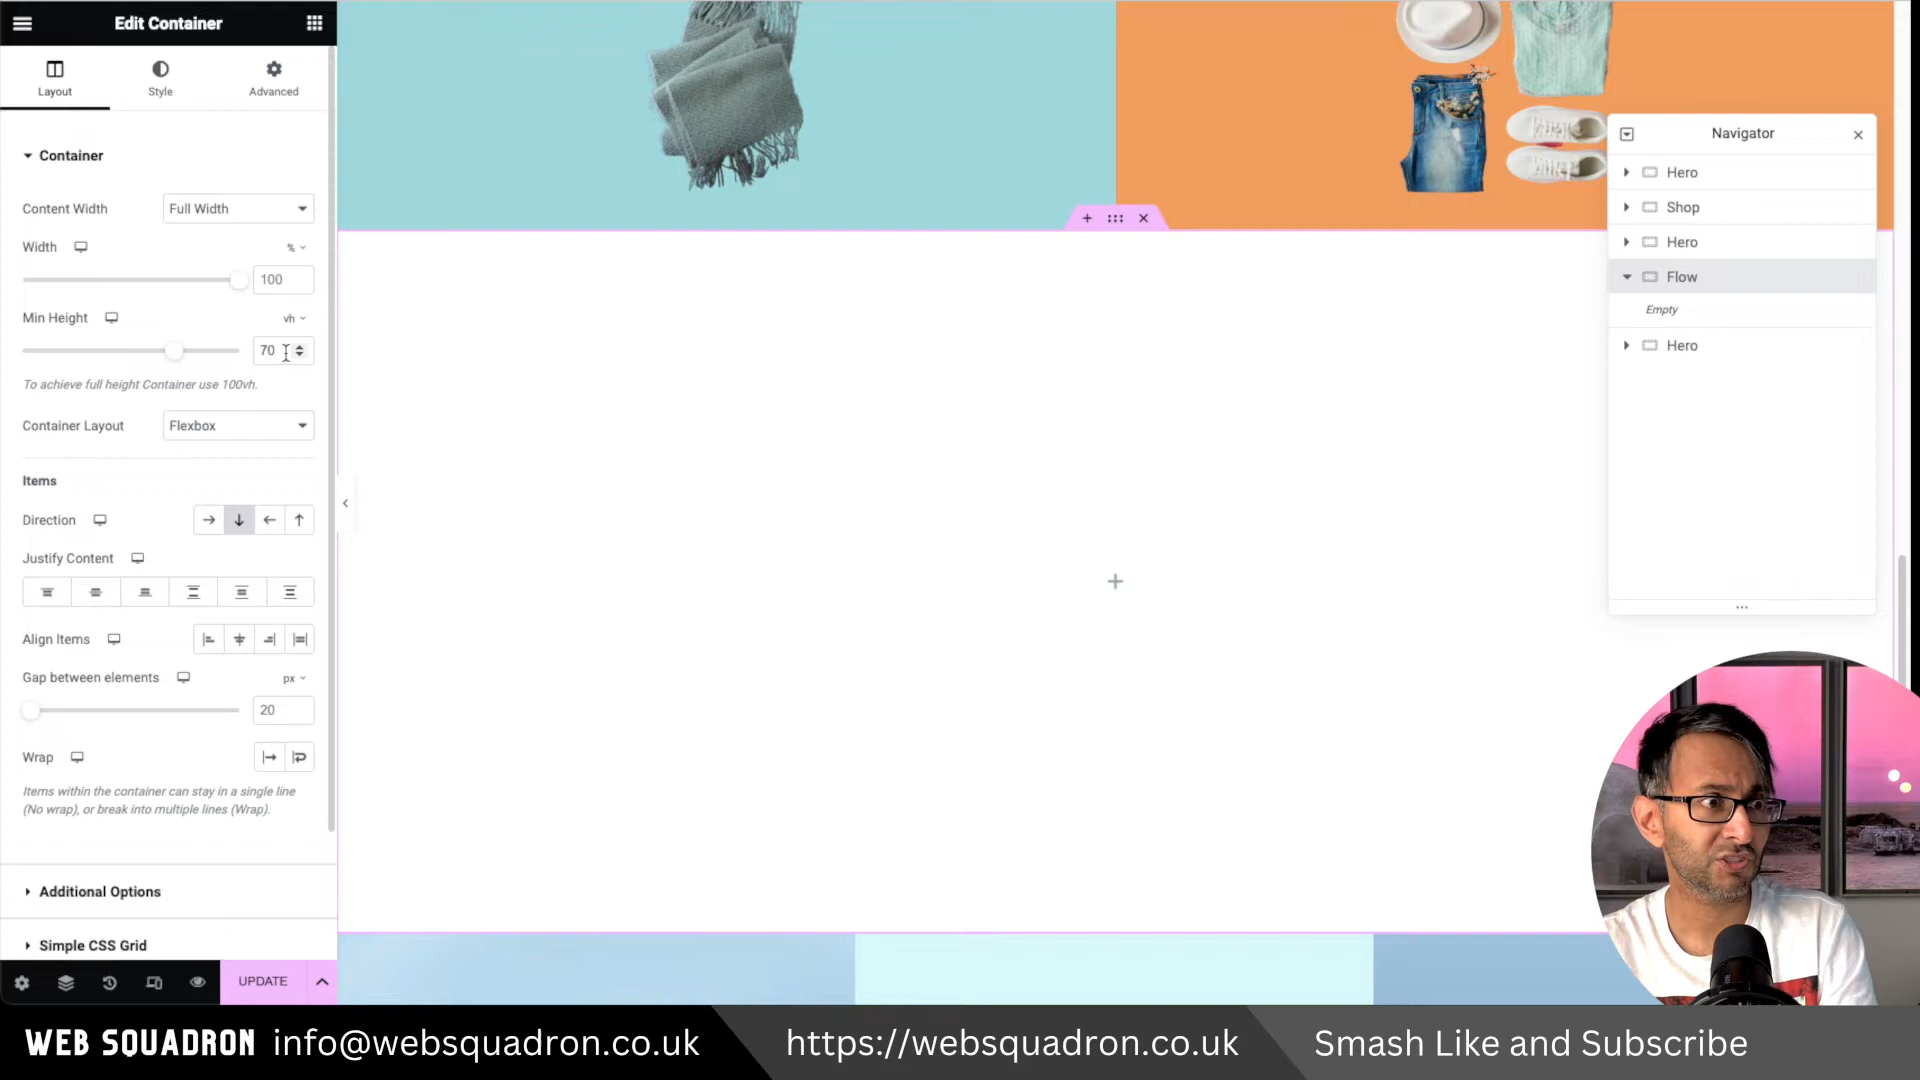 Edit Container
Layout
Style
Advanced
Container
Content Width
Full Width
Width
%
100
Min Height
vh
70
To achieve full height Container use 100vh.
Container Layout
Flexbox
Items
Direction
Justify Content
Align Items
Gap between elements
px
20
Wrap
Items within the container can stay in a single line
(No wrap), or break into multiple lines (Wrap).
Additional Options
Simple CSS Grid
UPDATE
Navigator
Hero
Shop
Hero
Flow
Empty
Hero
WEB SQUADRON info@websquadron.co.uk
https://websquadron.co.uk
Smash Like and Subscribe